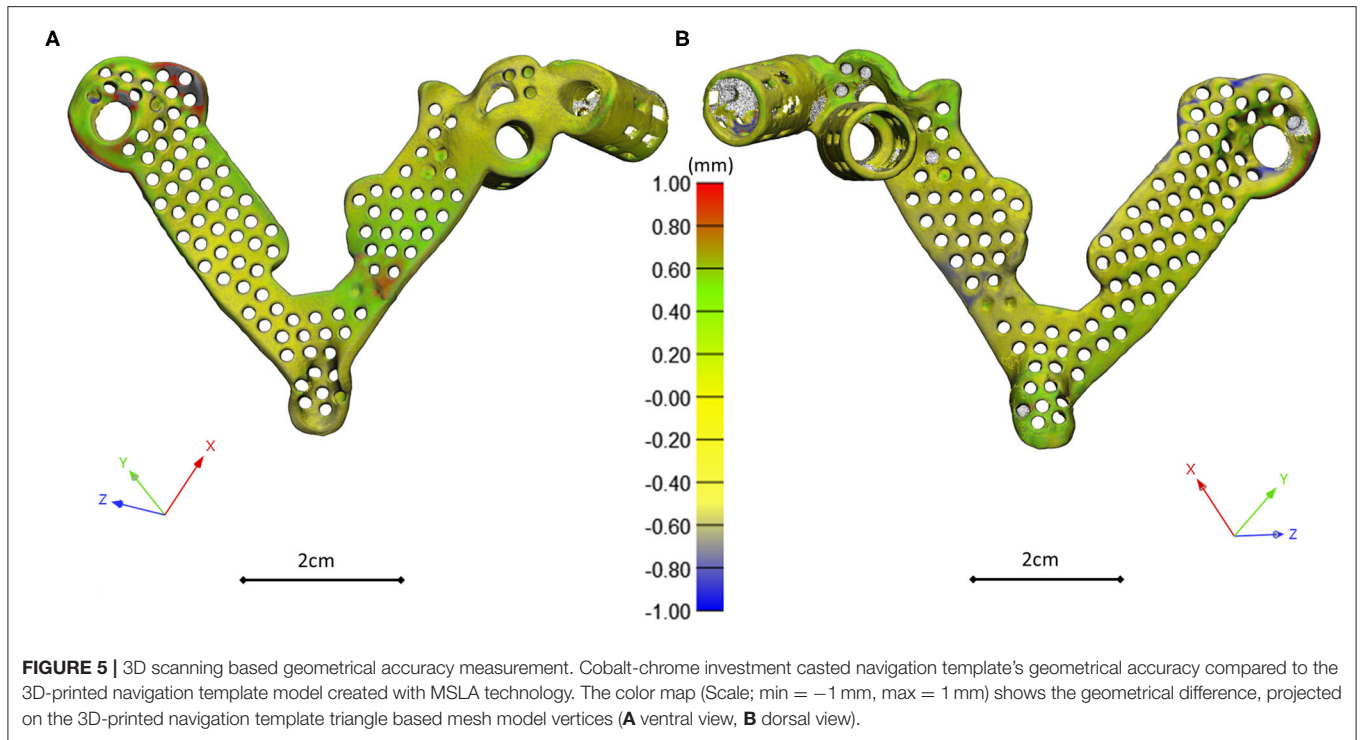 A
B
(mm)
1.00
0.80
0.60
0.40
0.20
-0.00
-0.20
-0.40
-0.60
-0.80
-1.00
X
Y
Z
2cm
X
Y
Z
2cm
FIGURE 5 | 3D scanning based geometrical accuracy measurement. Cobalt-chrome investment casted navigation template's geometrical accuracy compared to the
3D-printed navigation template model created with MSLA technology. The color map (Scale; min = −1 mm, max = 1 mm) shows the geometrical difference, projected
on the 3D-printed navigation template triangle based mesh model vertices (A ventral view, B dorsal view).